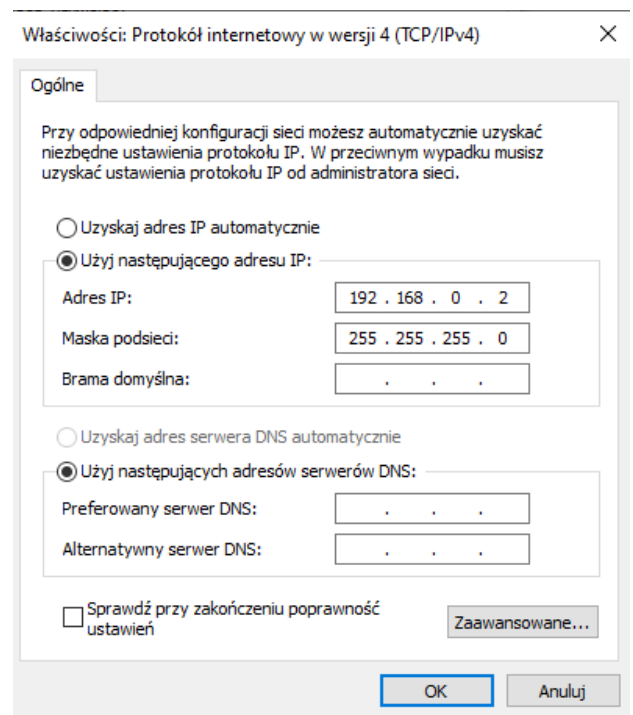 Właściwości: Protokół internetowy w wersji 4 (TCP/IPv4)
Ogólne
Przy odpowiedniej konfiguracji sieci możesz automatycznie uzyskać
niezbędne ustawienia protokołu IP. W przeciwnym wypadku musisz
uzyskać ustawienia protokołu IP od administratora sieci.
Uzyskaj adres IP automatycznie
Użyj następującego adresu IP:
Adres IP: 192 . 168 . 0 . 2
Maska podsieci: 255 . 255 . 255 . 0
Brama domyślna: . . .
Uzyskaj adres serwera DNS automatycznie
Użyj następujących adresów serwerów DNS:
Preferowany serwer DNS: . . .
Alternatywny serwer DNS: . . .
Sprawdź przy zakończeniu poprawność
ustawień
Zaawansowane...
OK Anuluj